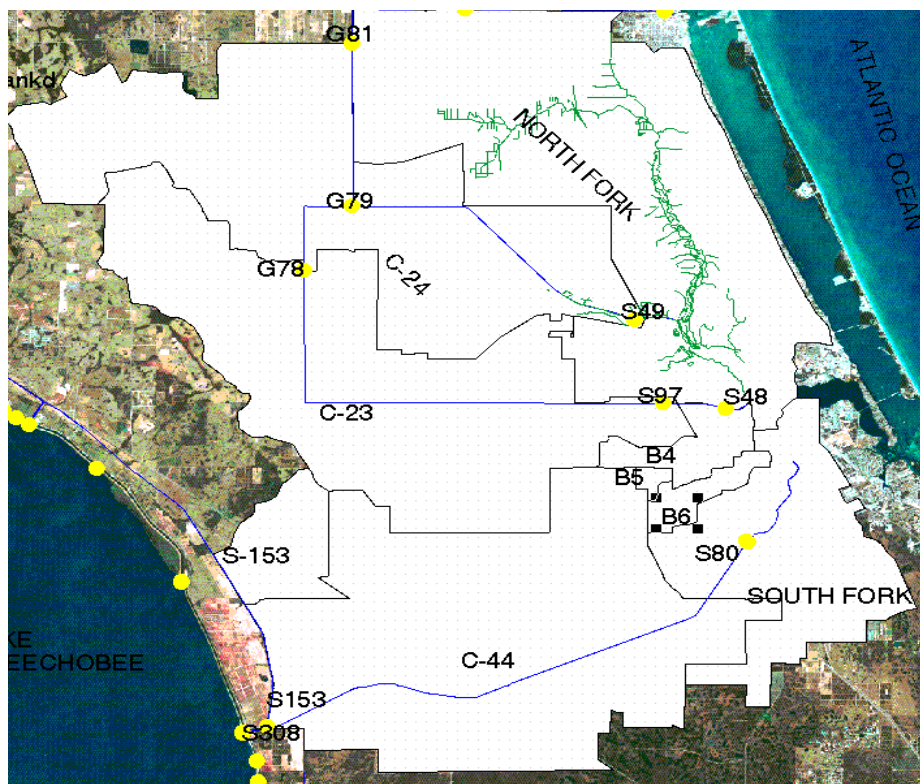 G81
ankd
ATLANTIC OCEAN
NORTH FORK
G79
G78
C-24
S49
C-23
S97
S48
B4
B5
B6
S-153
S80
SOUTH FORK
KE
EECHOBEE
C-44
S153
S308